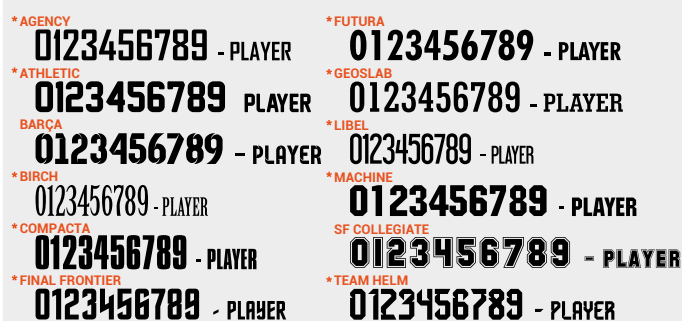 * AGENCY
0123456789 - PLAYER
* ATHLETIC
0123456789 PLAYER
BARÇA
0123456789 - PLAYER
* BIRCH
0123456789 - PLAYER
* COMPACTA
0123456789 - PLAYER
* FINAL FRONTIER
0123456789 - PLAYER
* FUTURA
0123456789 - PLAYER
* GEOSLAB
0123456789 - PLAYER
* LIBEL
0123456789 - PLAYER
* MACHINE
0123456789 - PLAYER
SF COLLEGIATE
0123456789 - PLAYER
* TEAM HELM
0123456789 - PLAYER